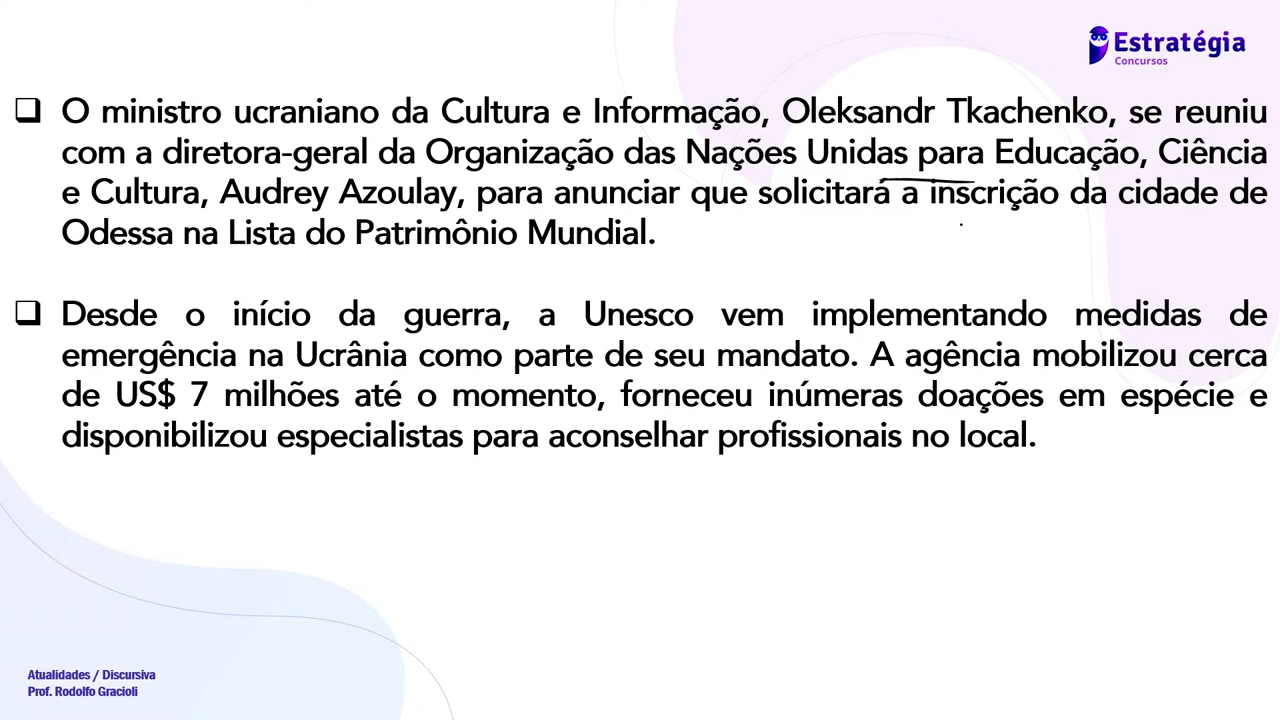 Estratégia
Concursos
❑ O ministro ucraniano da Cultura e Informação, Oleksandr Tkachenko, se reuniu
com a diretora-geral da Organização das Nações Unidas para Educação, Ciência
e Cultura, Audrey Azoulay, para anunciar que solicitará a inscrição da cidade de
Odessa na Lista do Patrimônio Mundial.
❑ Desde o início da guerra, a Unesco vem implementando medidas de
emergência na Ucrânia como parte de seu mandato. A agência mobilizou cerca
de US$ 7 milhões até o momento, forneceu inúmeras doações em espécie e
disponibilizou especialistas para aconselhar profissionais no local.
Atualidades / Discursiva
Prof. Rodolfo Gracioli